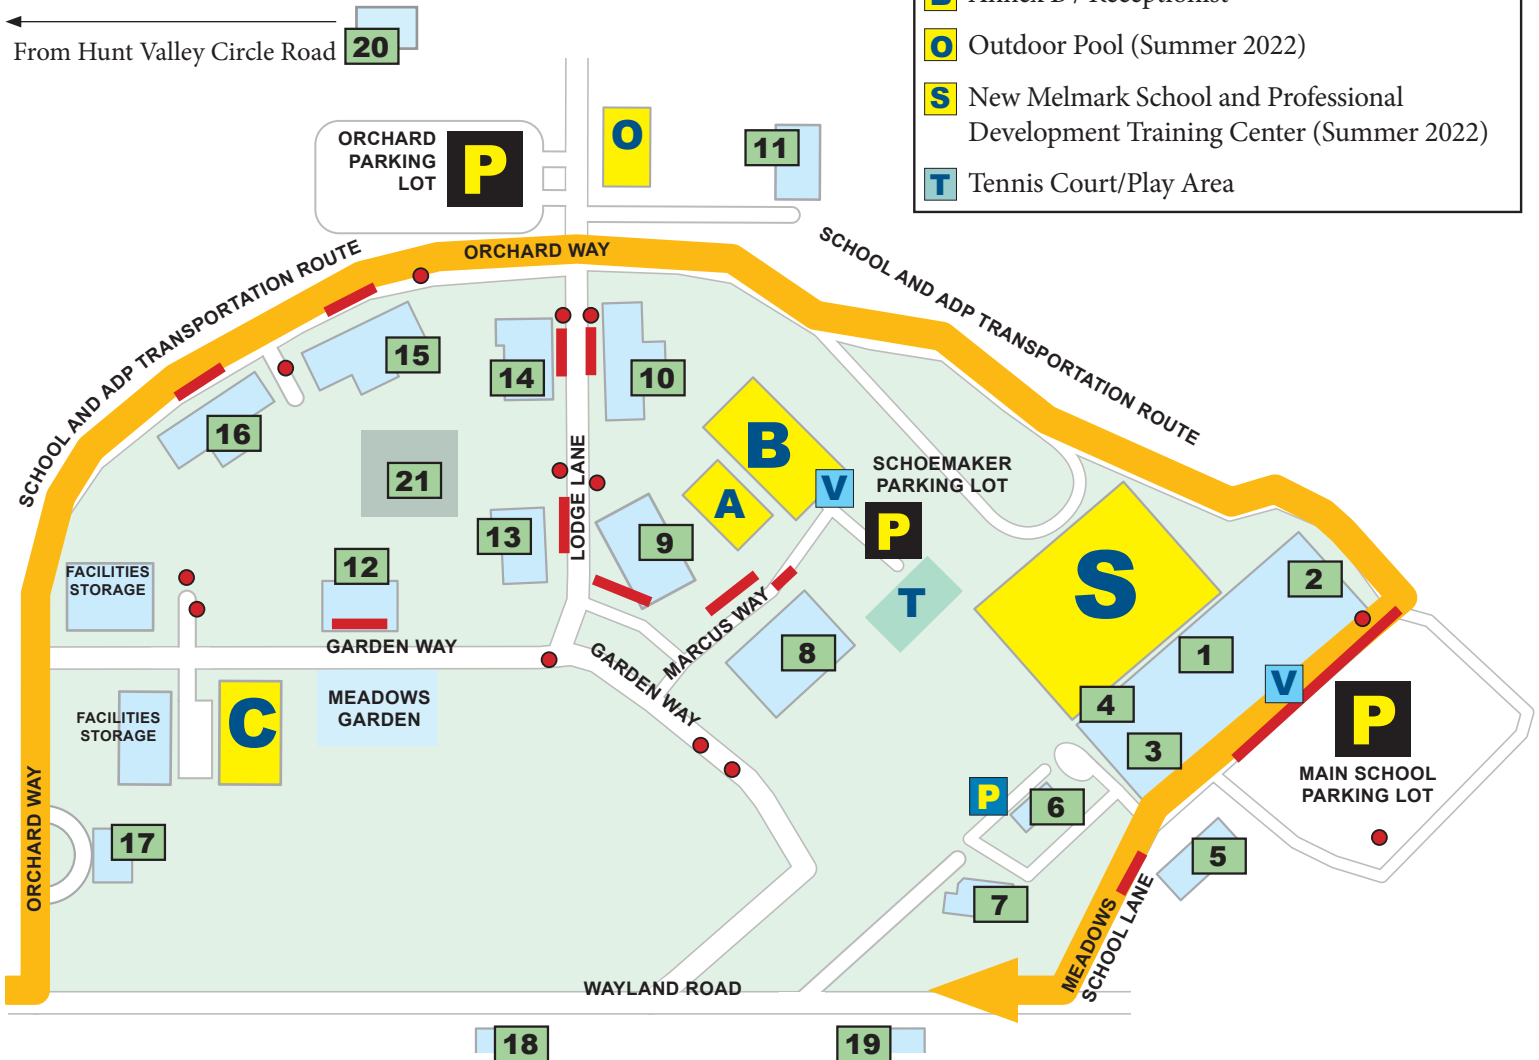 B Annex B / Receptionist
O Outdoor Pool (Summer 2022)
S New Melmark School and Professional
Development Training Center (Summer 2022)
T Tennis Court/Play Area
From Hunt Valley Circle Road
20
ORCHARD
PARKING
LOT
P
O
11
SCHOOL AND ADP TRANSPORTATION ROUTE
ORCHARD WAY
SCHOOL AND ADP TRANSPORTATION ROUTE
15
14
10
16
B
LODGE LANE
21
A
V
SCHOEMAKER
PARKING LOT
P
13
9
12
FACILITIES
STORAGE
S
2
T
MARCUS WAY
GARDEN WAY
GARDEN WAY
8
1
V
MEADOWS
GARDEN
FACILITIES
STORAGE
C
4
3
P
MAIN SCHOOL
PARKING LOT
P
6
ORCHARD WAY
17
5
7
MEADOWS
SCHOOL LANE
WAYLAND ROAD
18
19